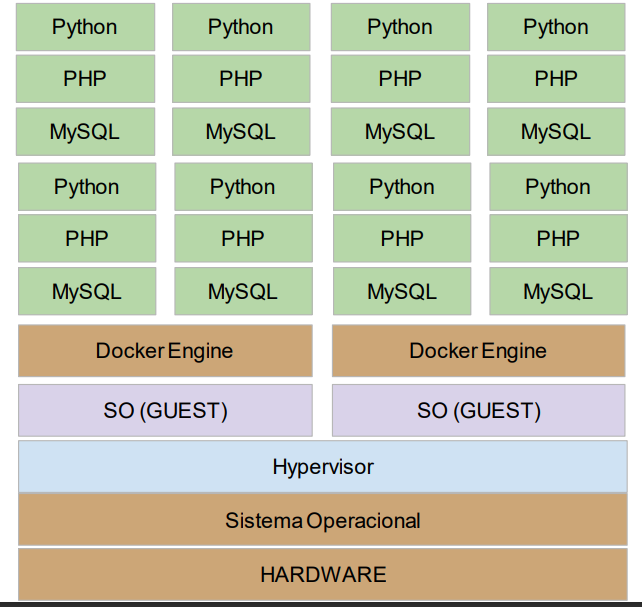 Python Python Python Python
PHP PHP PHP PHP
MySQL MySQL MySQL MySQL
Python Python Python Python
PHP PHP PHP PHP
MySQL MySQL MySQL MySQL
Docker Engine Docker Engine
SO (GUEST) SO (GUEST)
Hypervisor
Sistema Operacional
HARDWARE